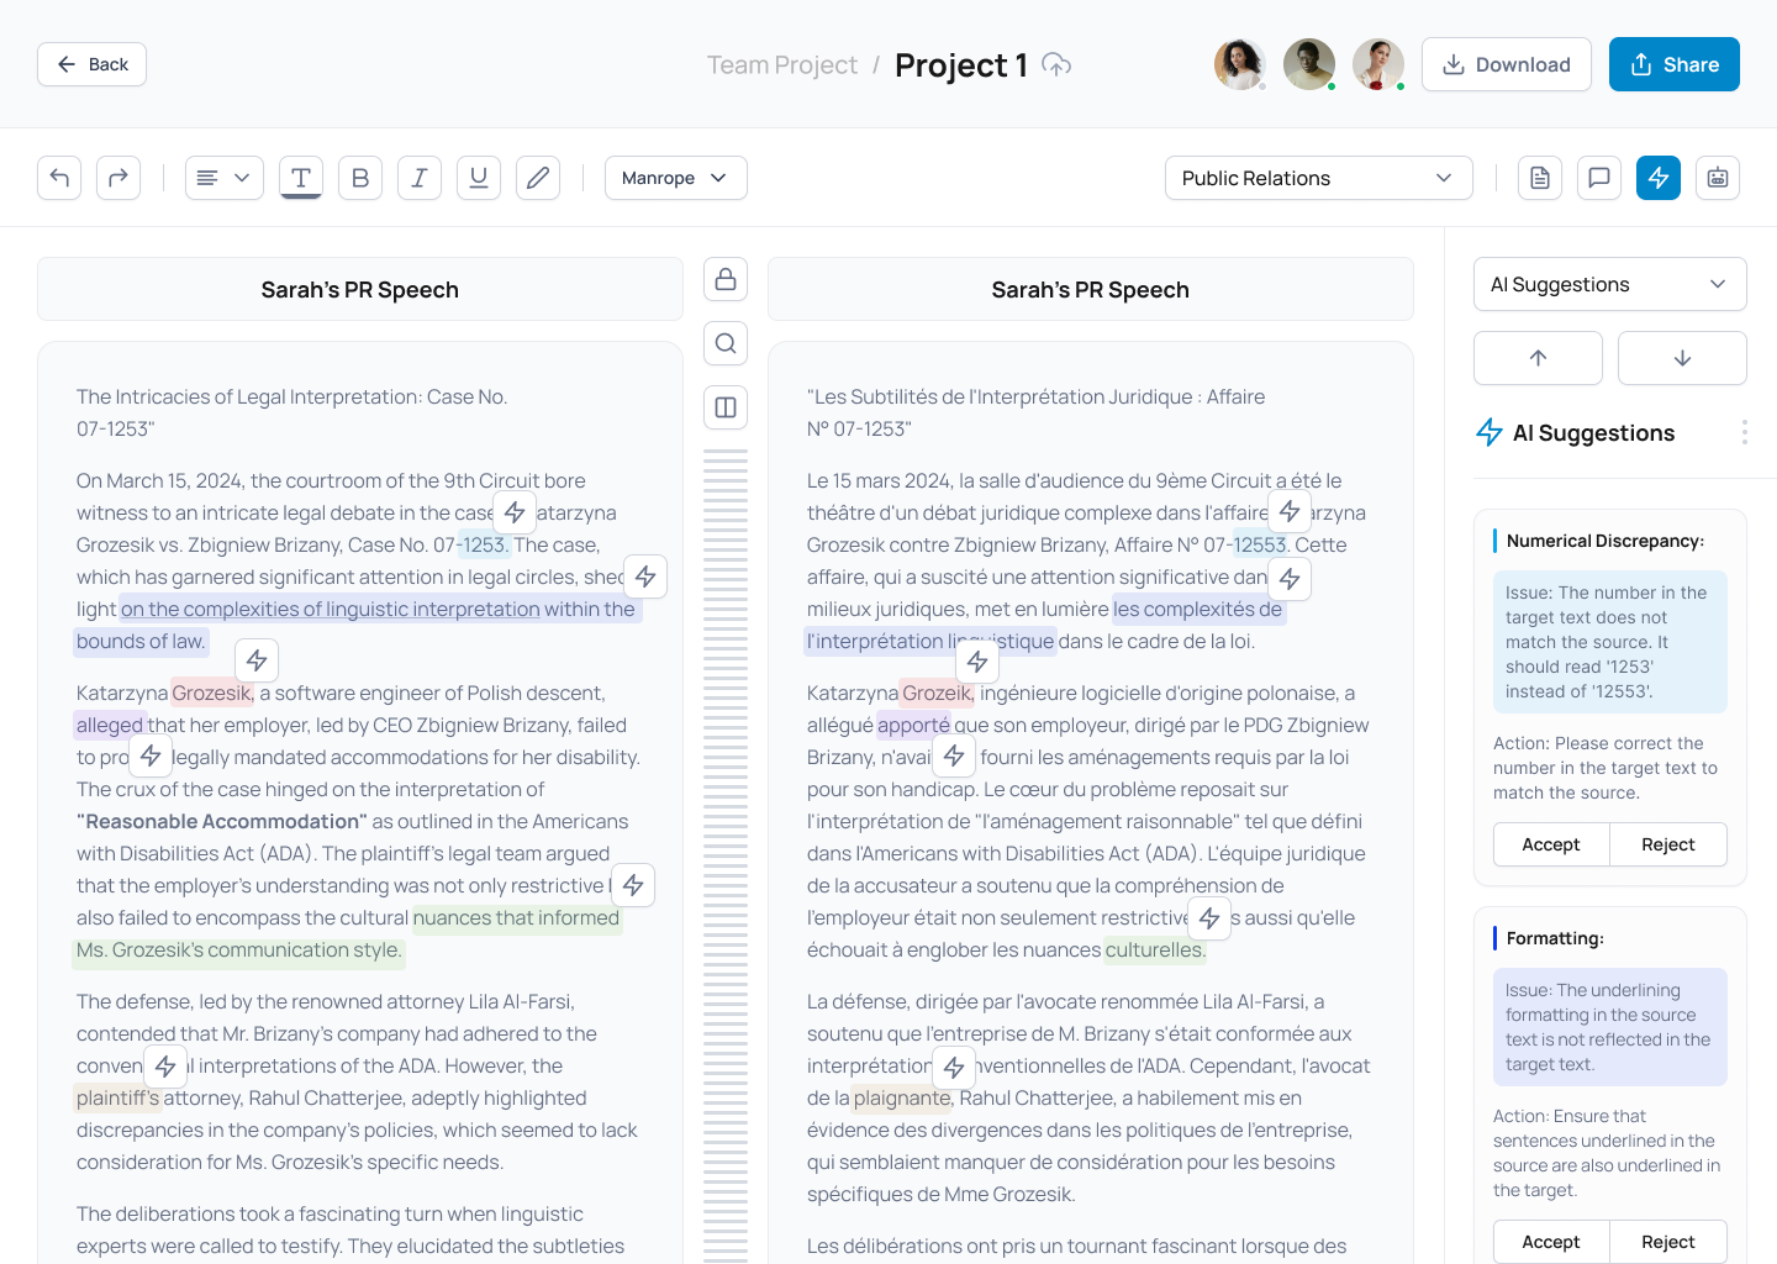 Back
Team Project / Project 1
Download
Share
T
B
I
U
Manrope
Public Relations
Sarah's PR Speech
The Intricacies of Legal Interpretation: Case No.
07-1253"
On March 15, 2024, the courtroom of the 9th Circuit bore
witness to an intricate legal debate in the case atarzyna
Grozesik vs. Zbigniew Brizany, Case No. 07-1253. The case,
which has garnered significant attention in legal circles, shed
light on the complexities of linguistic interpretation within the
bounds of law.
Katarzyna Grozesik, a software engineer of Polish descent,
alleged that her employer, led by CEO Zbigniew Brizany, failed
to pro legally mandated accommodations for her disability.
The crux of the case hinged on the interpretation of
"Reasonable Accommodation" as outlined in the Americans
with Disabilities Act (ADA). The plaintiff's legal team argued
that the employer's understanding was not only restrictive
also failed to encompass the cultural nuances that informed
Ms. Grozesik's communication style.
The defense, led by the renowned attorney Lila Al-Farsi,
contended that Mr. Brizany's company had adhered to the
conven l interpretations of the ADA. However, the
plaintiff's attorney, Rahul Chatterjee, adeptly highlighted
discrepancies in the company's policies, which seemed to lack
consideration for Ms. Grozesik's specific needs.
The deliberations took a fascinating turn when linguistic
experts were called to testify. They elucidated the subtleties
Sarah's PR Speech
"Les Subtilités de l'Interprétation Juridique : Affaire
N° 07-1253"
Le 15 mars 2024, la salle d'audience du 9ème Circuit a été le
théâtre d'un débat juridique complexe dans l'affaire arzyna
Grozesik contre Zbigniew Brizany, Affaire N° 07-12553. Cette
affaire, qui a suscité une attention significative dan
milieux juridiques, met en lumière les complexités de
l'interprétation linguistique dans le cadre de la loi.
Katarzyna Grozeik, ingénieure logicielle d'origine polonaise, a
allégué apporté que son employeur, dirigé par le PDG Zbigniew
Brizany, n'avai fourni les aménagements requis par la loi
pour son handicap. Le cœur du problème reposait sur
l'interprétation de "l'aménagement raisonnable" tel que défini
dans l'Americans with Disabilities Act (ADA). L'équipe juridique
de la accusateur a soutenu que la compréhension de
l'employeur était non seulement restrictive s aussi qu'elle
échouait à englober les nuances culturelles.
La défense, dirigée par l'avocate renommée Lila Al-Farsi, a
soutenu que l'entreprise de M. Brizany s'était conformée aux
interprétation nventionnelles de l'ADA. Cependant, l'avocat
de la plaignante, Rahul Chatterjee, a habilement mis en
évidence des divergences dans les politiques de l'entreprise,
qui semblaient manquer de considération pour les besoins
spécifiques de Mme Grozesik.
Les délibérations ont pris un tournant fascinant lorsque des
AI Suggestions
AI Suggestions
Numerical Discrepancy:
Issue: The number in the
target text does not
match the source. It
should read '1253'
instead of '12553'.
Action: Please correct the
number in the target text to
match the source.
Accept
Reject
Formatting:
Issue: The underlining
formatting in the source
text is not reflected in the
target text.
Action: Ensure that
sentences underlined in the
source are also underlined in
the target.
Accept
Reject